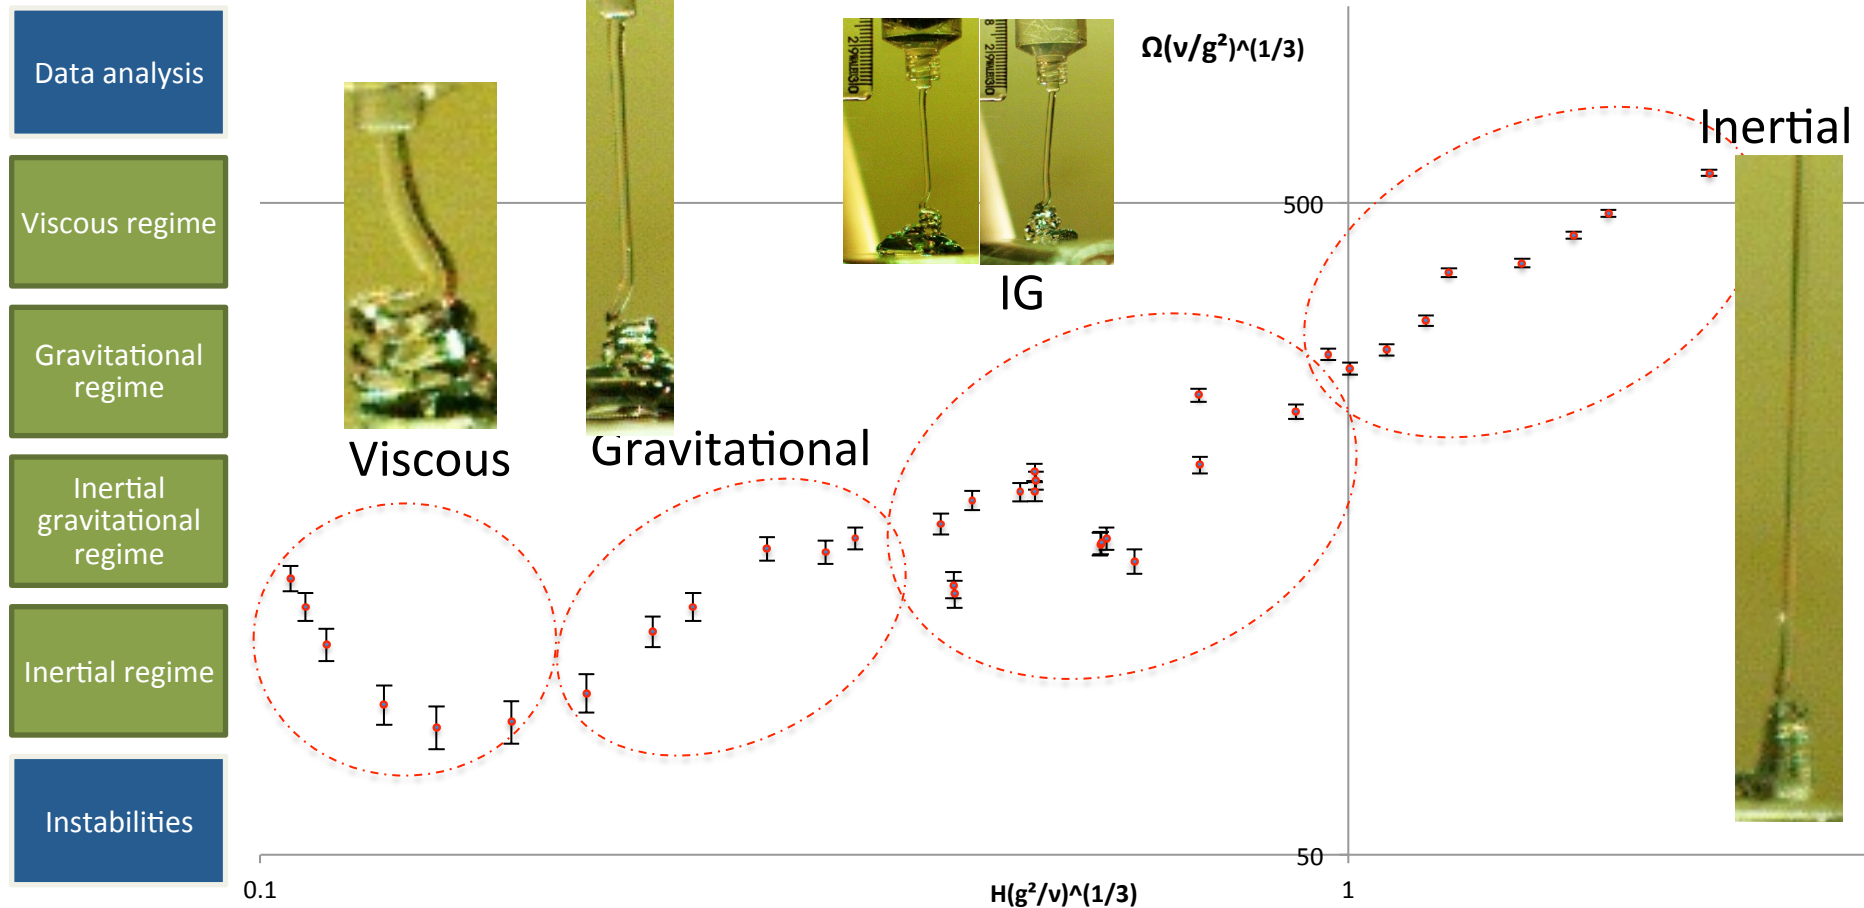 Data analysis
Viscous regime
Gravitational
regime
Inertial
gravitational
regime
Inertial regime
Instabilities
Viscous
Gravitational
IG
Inertial
Ω(ν/g²)^(1/3)
500
50
0.1
H(g²/ν)^(1/3)
1